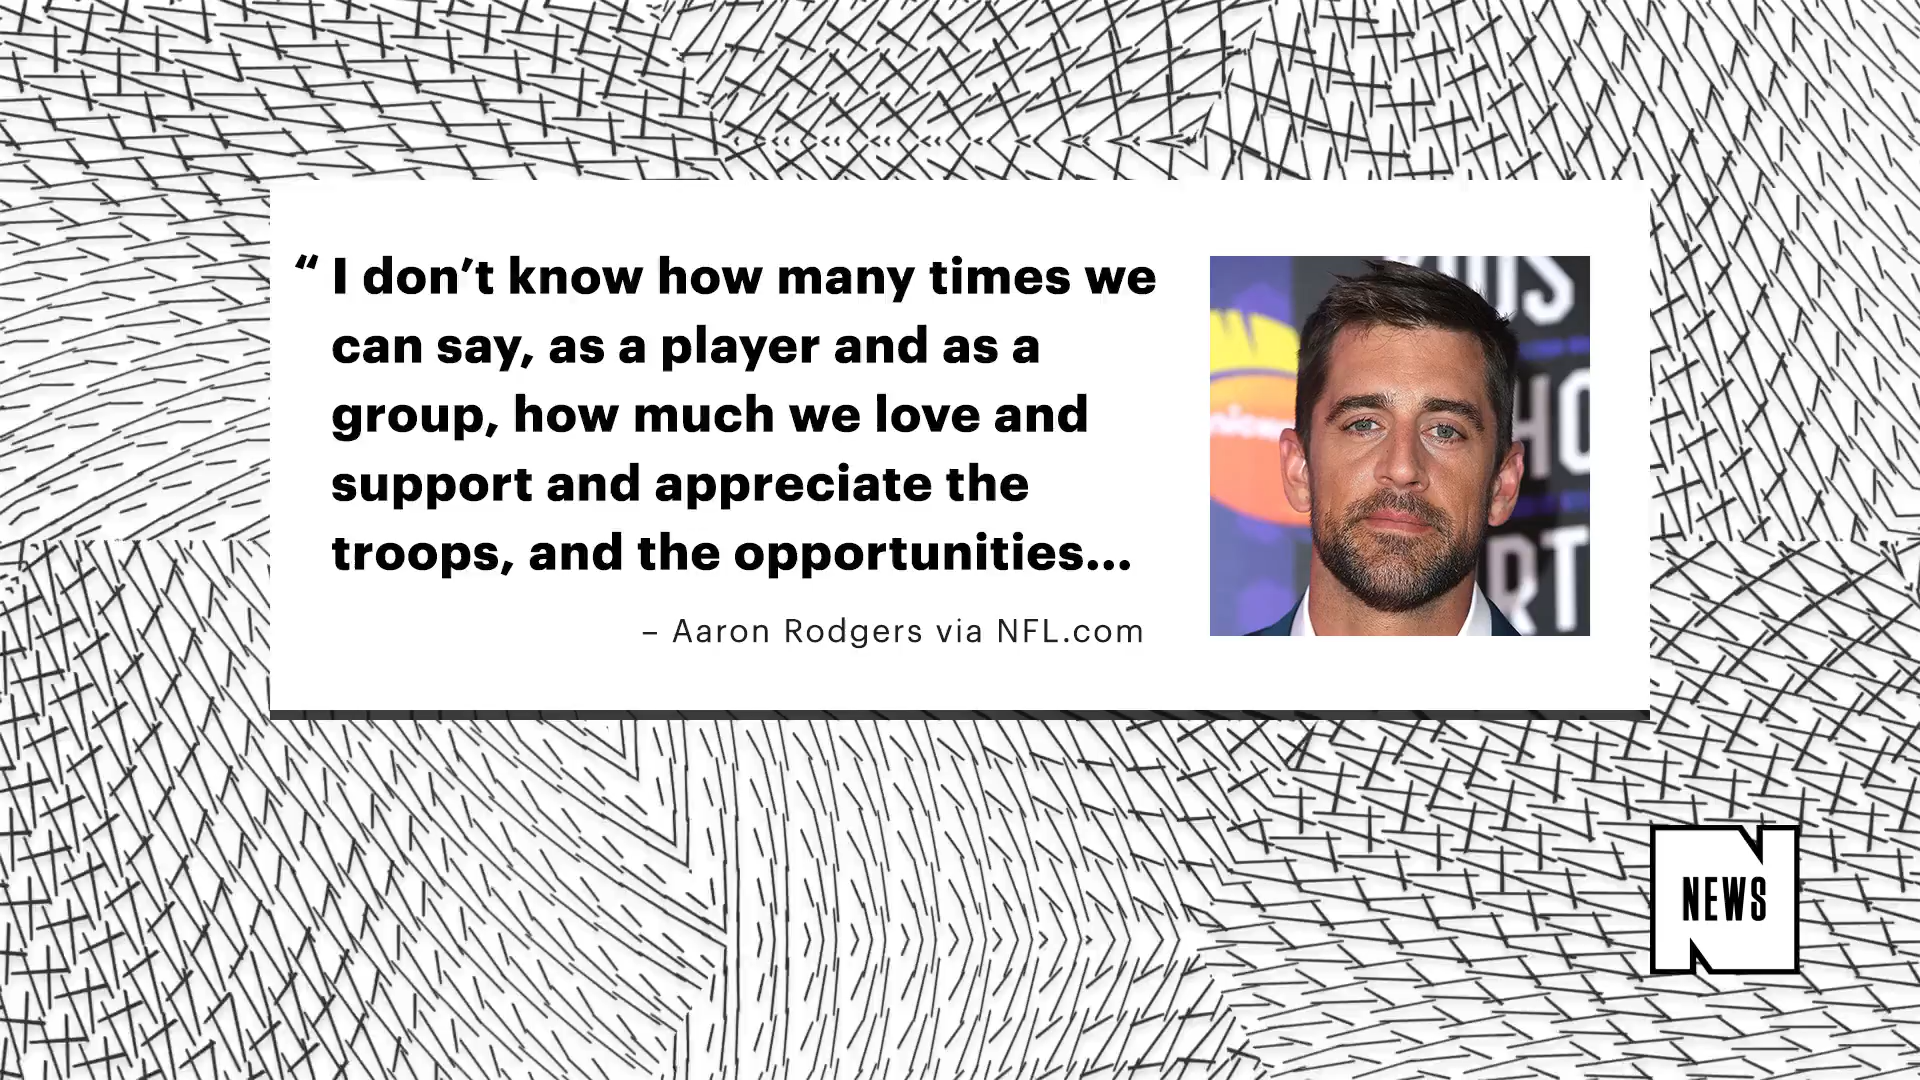 “ I don’t know how many times we
can say, as a player and as a
group, how much we love and
support and appreciate the
troops, and the opportunities...
– Aaron Rodgers via NFL.com
NEWS